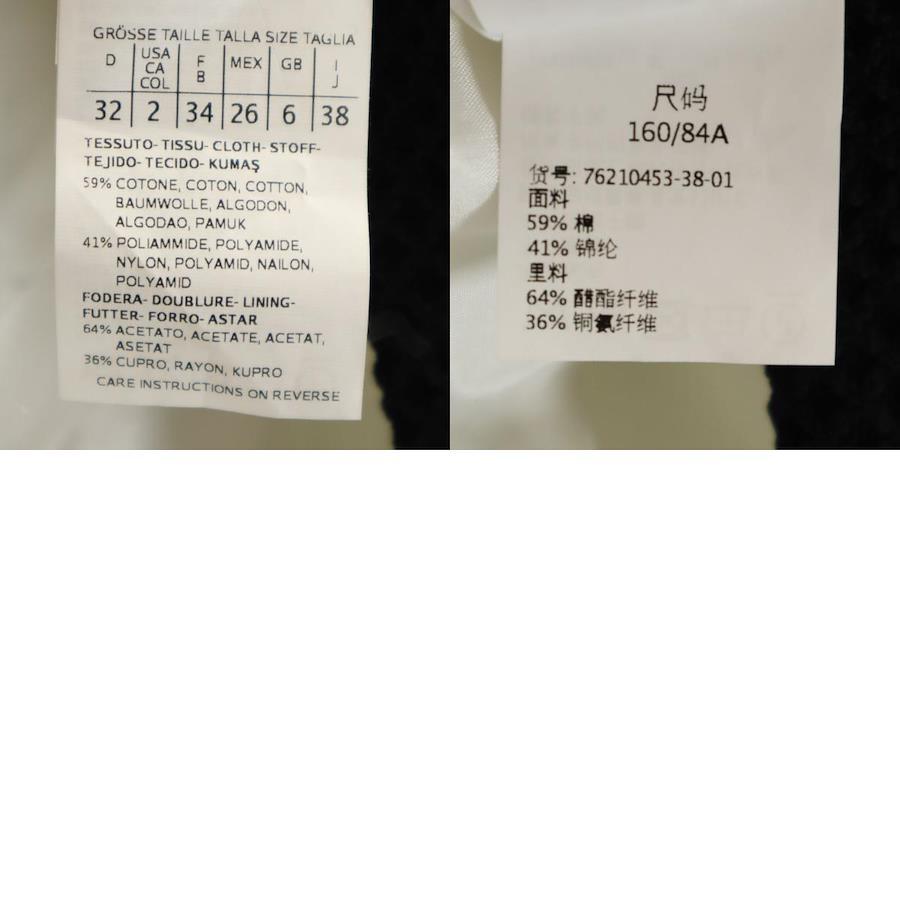 GRÖSSE TAILLE TALLA SIZE TAGLIA
D USA CA COL F B MEX GB I J
32 2 34 26 6 38
TESSUTO- TISSU- CLOTH- STOFF-
TEJIDO- TECIDO- KUMAŞ
59% COTONE, COTON, COTTON,
BAUMWOLLE, ALGODON,
ALGODAO, PAMUK
41% POLIAMMIDE, POLYAMIDE,
NYLON, POLYAMID, NAILON,
POLYAMID
FODERA- DOUBLURE- LINING-
FUTTER- FORRO- ASTAR
64% ACETATO, ACETATE, ACETAT,
ASETAT
36% CUPRO, RAYON, KUPRO
CARE INSTRUCTIONS ON REVERSE
尺码
160/84A
货号: 76210453-38-01
面料
59% 棉
41% 锦纶
里料
64% 醋酯纤维
36% 铜氨纤维